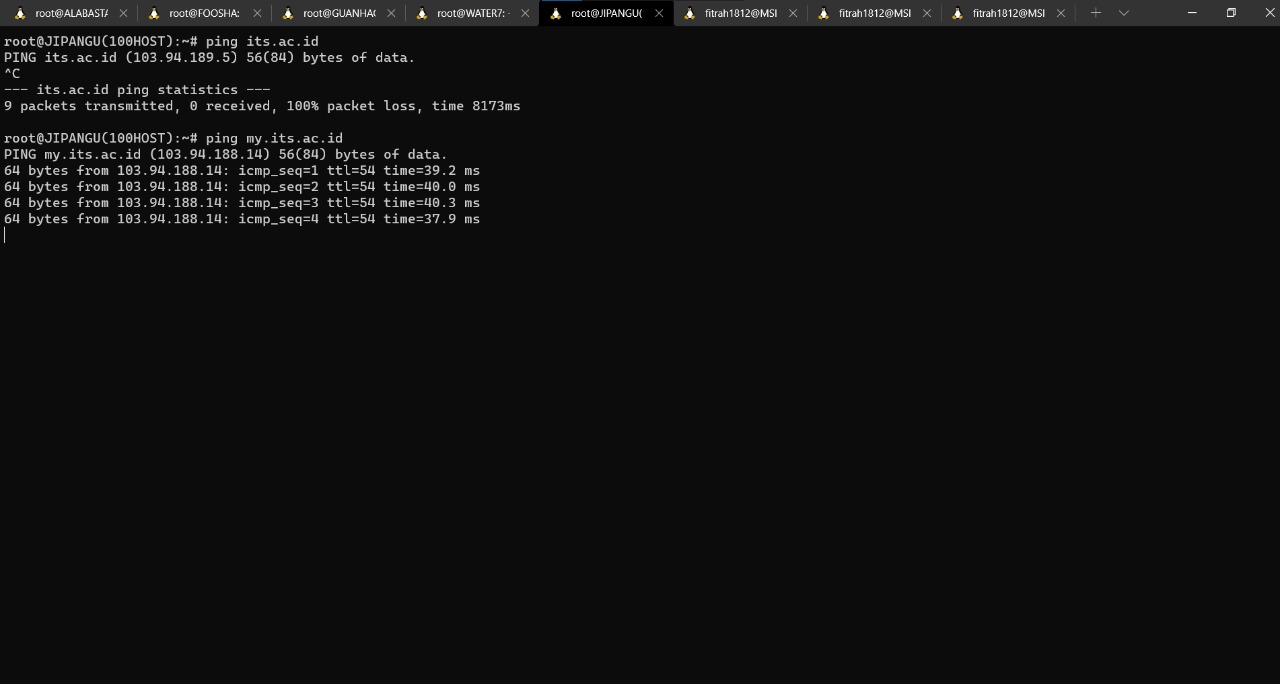 root@ALABASTA
root@FOOSHA:
root@GUANHAO
root@WATER7: -
root@JIPANGU(
fitrah1812@MSI
fitrah1812@MSI
fitrah1812@MSI
root@JIPANGU(100HOST):~# ping its.ac.id
PING its.ac.id (103.94.189.5) 56(84) bytes of data.
^C
--- its.ac.id ping statistics ---
9 packets transmitted, 0 received, 100% packet loss, time 8173ms
root@JIPANGU(100HOST):~# ping my.its.ac.id
PING my.its.ac.id (103.94.188.14) 56(84) bytes of data.
64 bytes from 103.94.188.14: icmp_seq=1 ttl=54 time=39.2 ms
64 bytes from 103.94.188.14: icmp_seq=2 ttl=54 time=40.0 ms
64 bytes from 103.94.188.14: icmp_seq=3 ttl=54 time=40.3 ms
64 bytes from 103.94.188.14: icmp_seq=4 ttl=54 time=37.9 ms